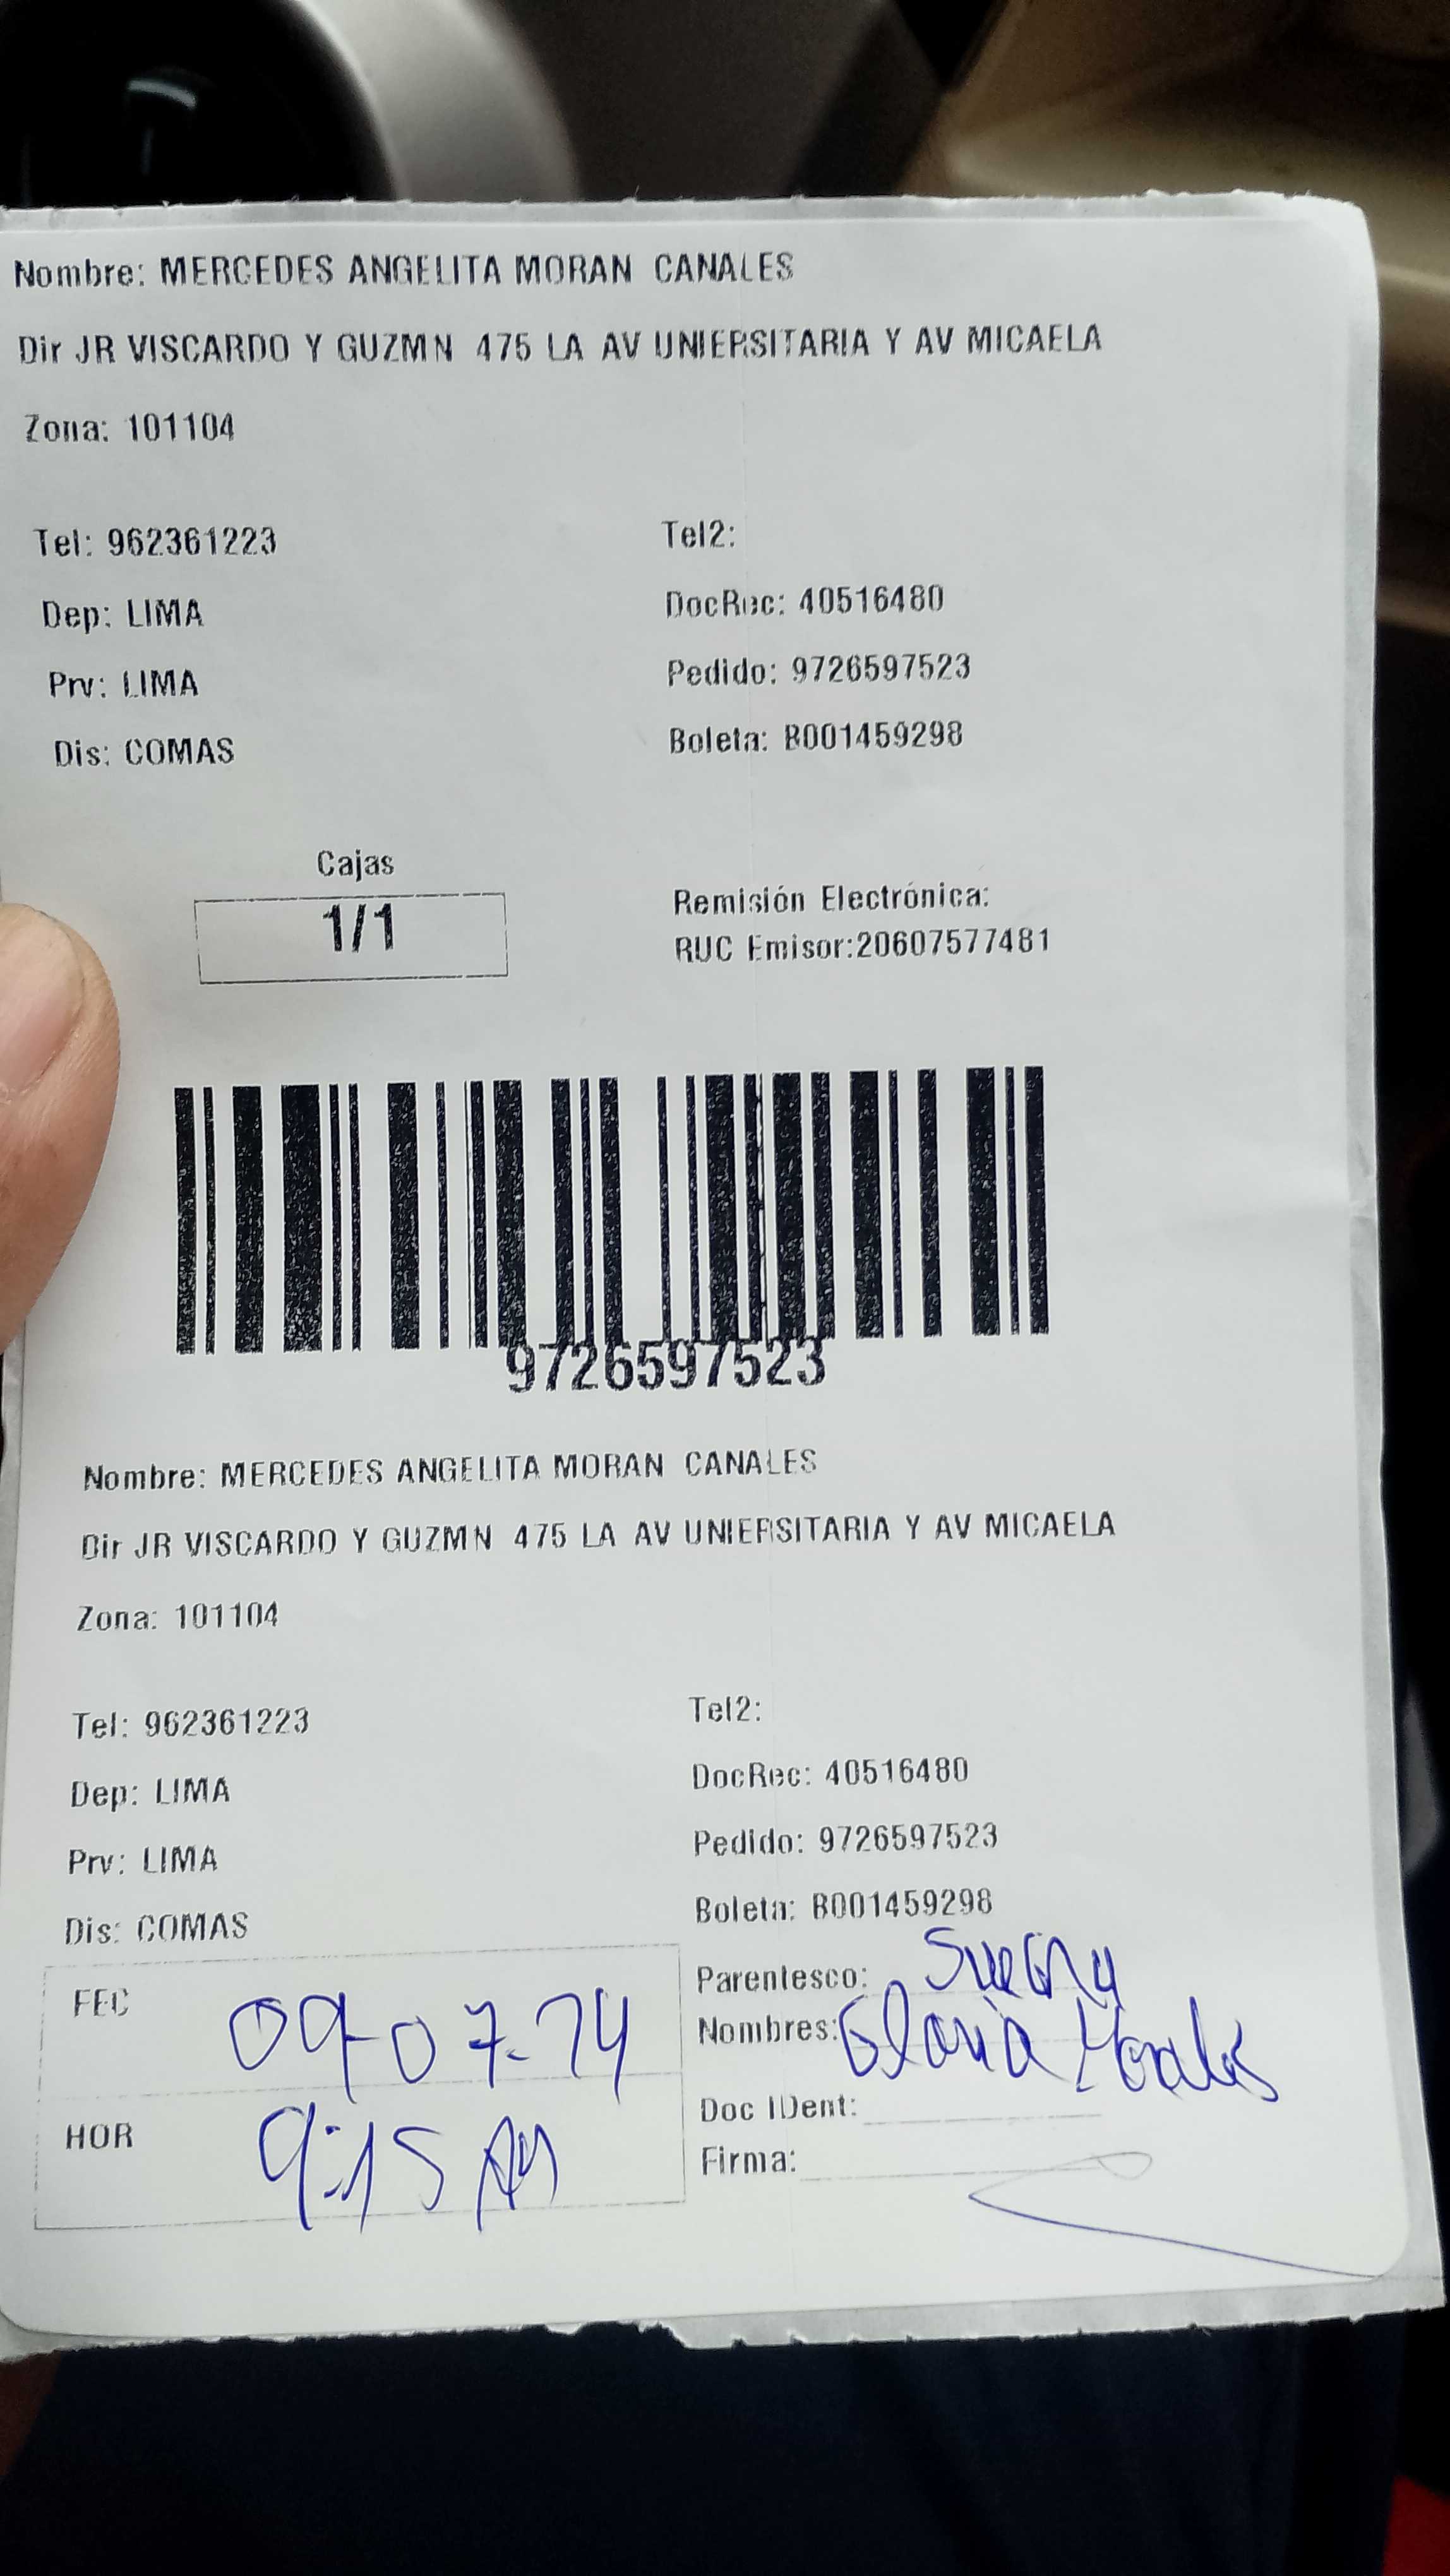 Nombre: MERCEDES ANGELITA MORAN CANALES
Dir JR VISCARDO Y GUZMN 475 LA AV UNIERSITARIA Y AV MICAELA
Zona: 101104
Tel: 962361223 Tel2:
Dep: LIMA DocRec: 40516480
Prv: LIMA Pedido: 9726597523
Dis: COMAS Boleta: B001459298
Cajas
1/1
Remisión Electrónica:
RUC Emisor:20607577481
9726597523
Nombre: MERCEDES ANGELITA MORAN CANALES
Dir JR VISCARDO Y GUZMN 475 LA AV UNIERSITARIA Y AV MICAELA
Zona: 101104
Tel: 962361223 Tel2:
Dep: LIMA DocRec: 40516480
Prv: LIMA Pedido: 9726597523
Dis: COMAS Boleta: B001459298
FEC 09-07-24 Parentesco: Suegra
Nombres: Gloria Morales
HOR 9:15 AM Doc IDent:
Firma: